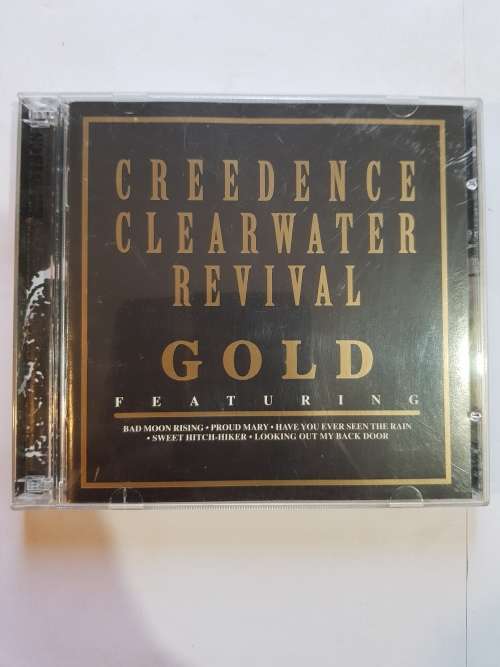 CREEDENCE
CLEARWATER
REVIVAL
GOLD
FEATURING
BAD MOON RISING • PROUD MARY • HAVE YOU EVER SEEN THE RAIN
• SWEET HITCH-HIKER • LOOKING OUT MY BACK DOOR